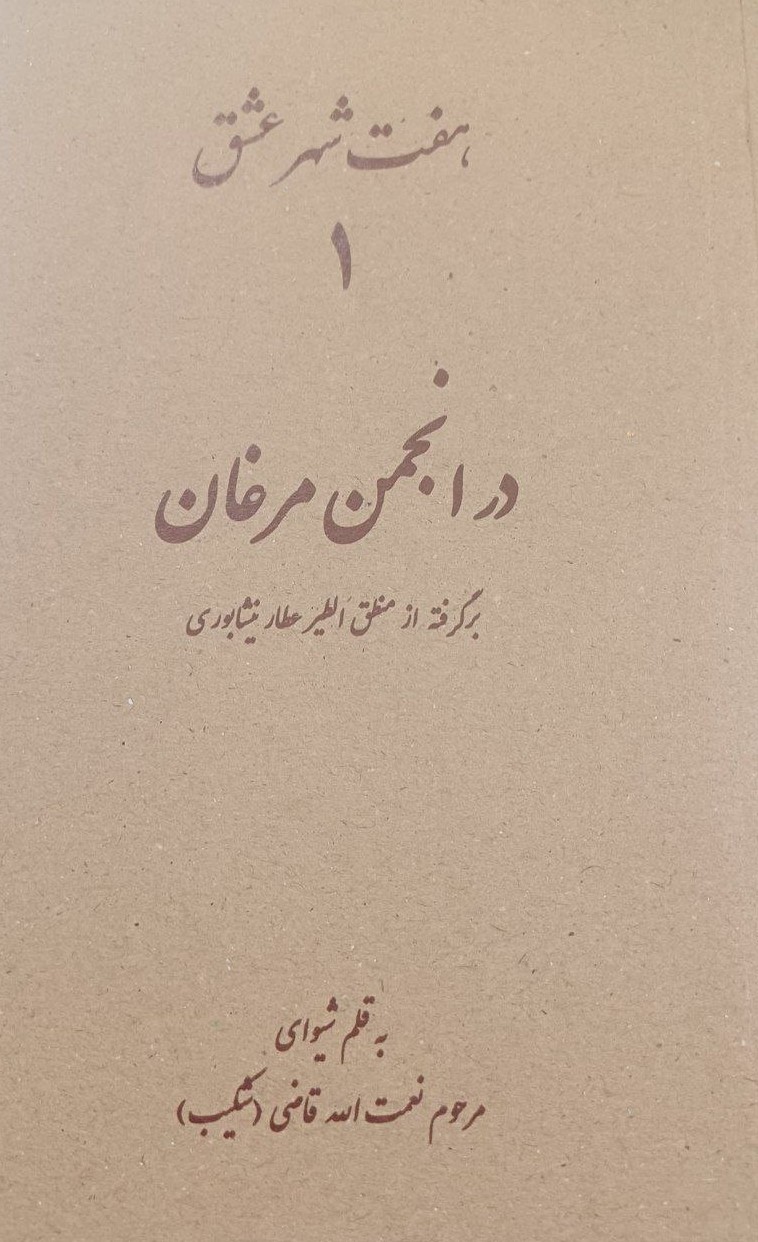 هفت شهر عشق
۱
در انجمن مرغان
برگرفته از منطق الطیر عطار نیشابوری
به قلم شیوای
مرحوم نعمت الله قاضی (شکیب)